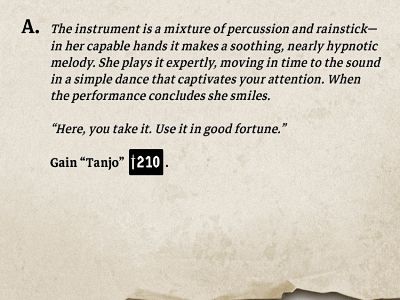 A. The instrument is a mixture of percussion and rainstick—
in her capable hands it makes a soothing, nearly hypnotic
melody. She plays it expertly, moving in time to the sound
in a simple dance that captivates your attention. When
the performance concludes she smiles.
“Here, you take it. Use it in good fortune.”
Gain “Tanjo” †210 .